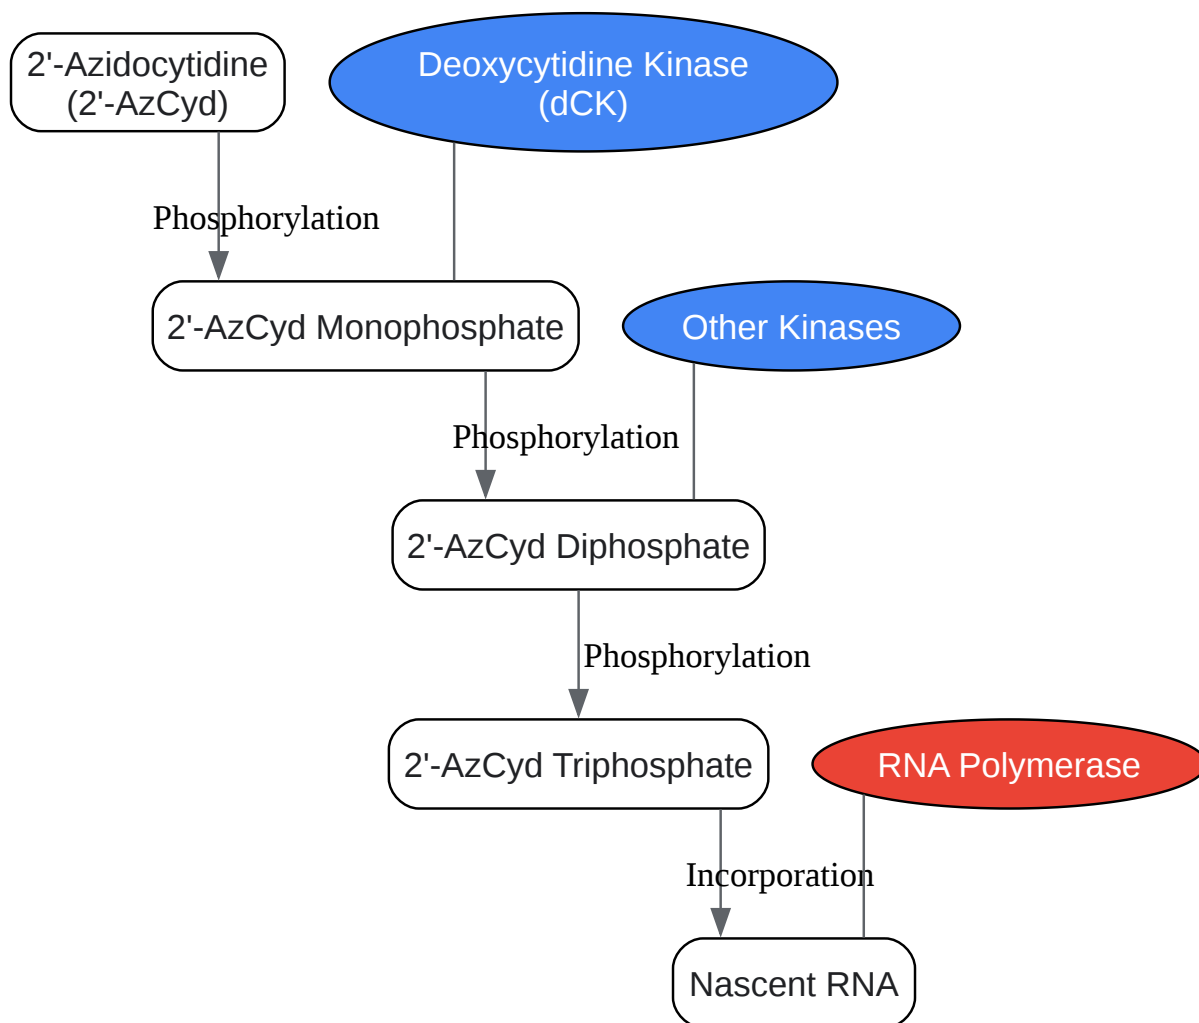 2'-Azidocytidine
(2'-AzCyd)
Deoxycytidine Kinase
(dCK)
Phosphorylation
2'-AzCyd Monophosphate
Other Kinases
Phosphorylation
2'-AzCyd Diphosphate
Phosphorylation
2'-AzCyd Triphosphate
RNA Polymerase
Incorporation
Nascent RNA